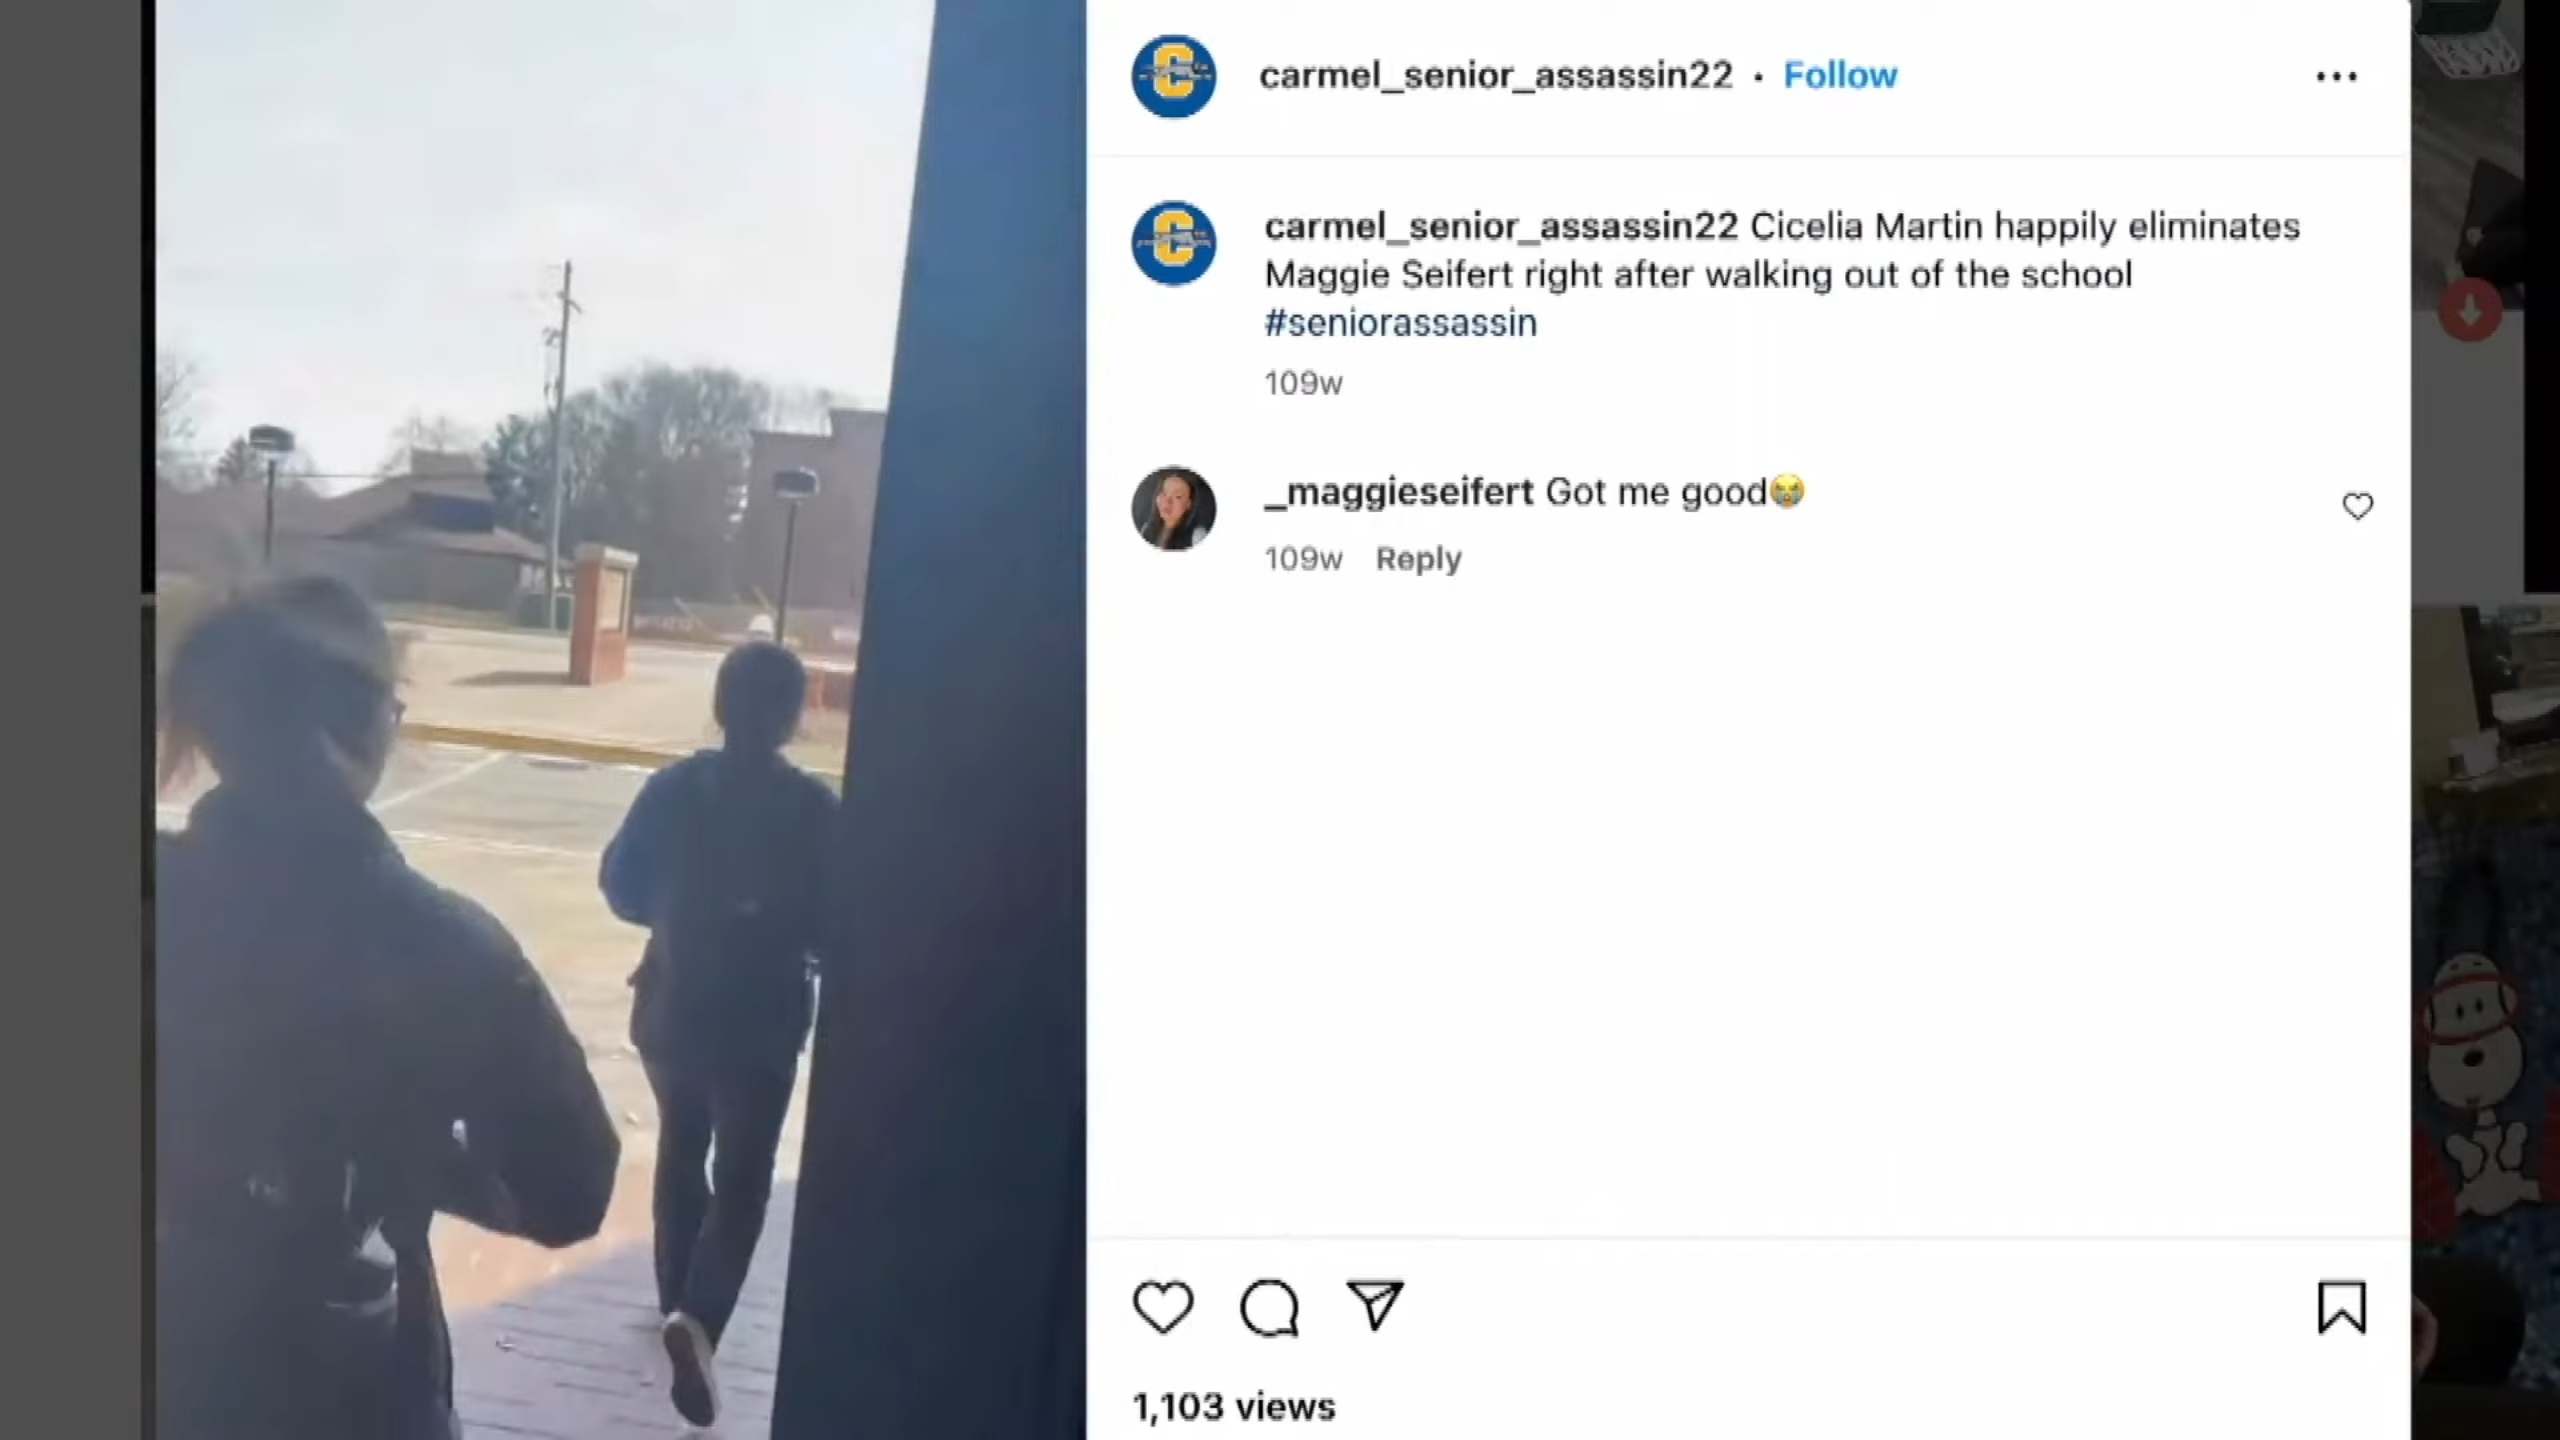 carmel_senior_assassin22 • Follow
carmel_senior_assassin22 Cicelia Martin happily eliminates
Maggie Seifert right after walking out of the school
#seniorassassin
109w
_maggieseifert Got me good😭
109w Reply
1,103 views